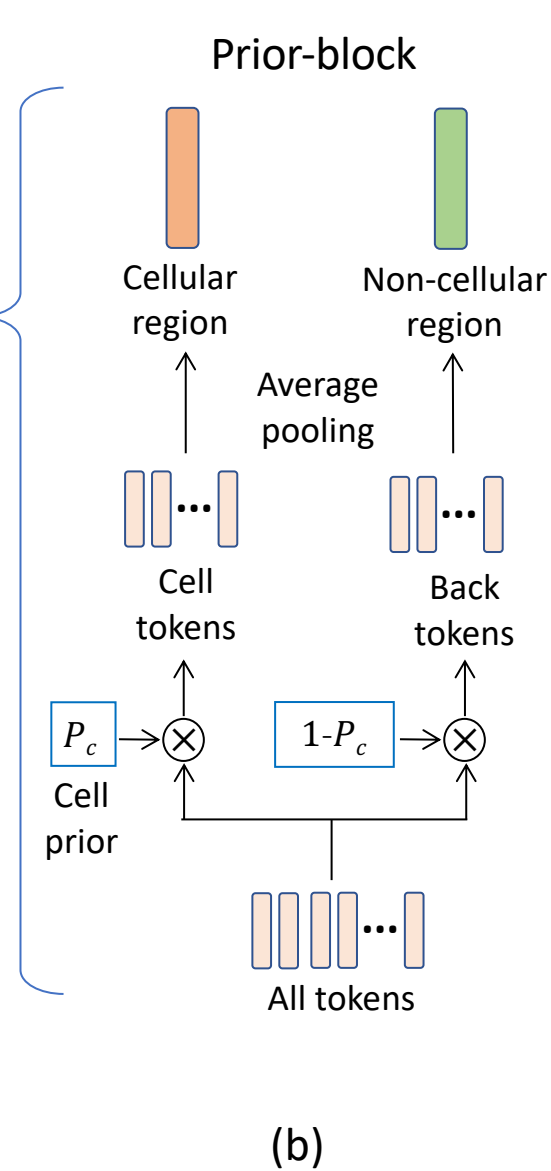 Prior-block
Cellular
region
Non-cellular
region
Average
pooling
Cell
tokens
Back
tokens
P_c
1-P_c
Cell
prior
All tokens
(b)